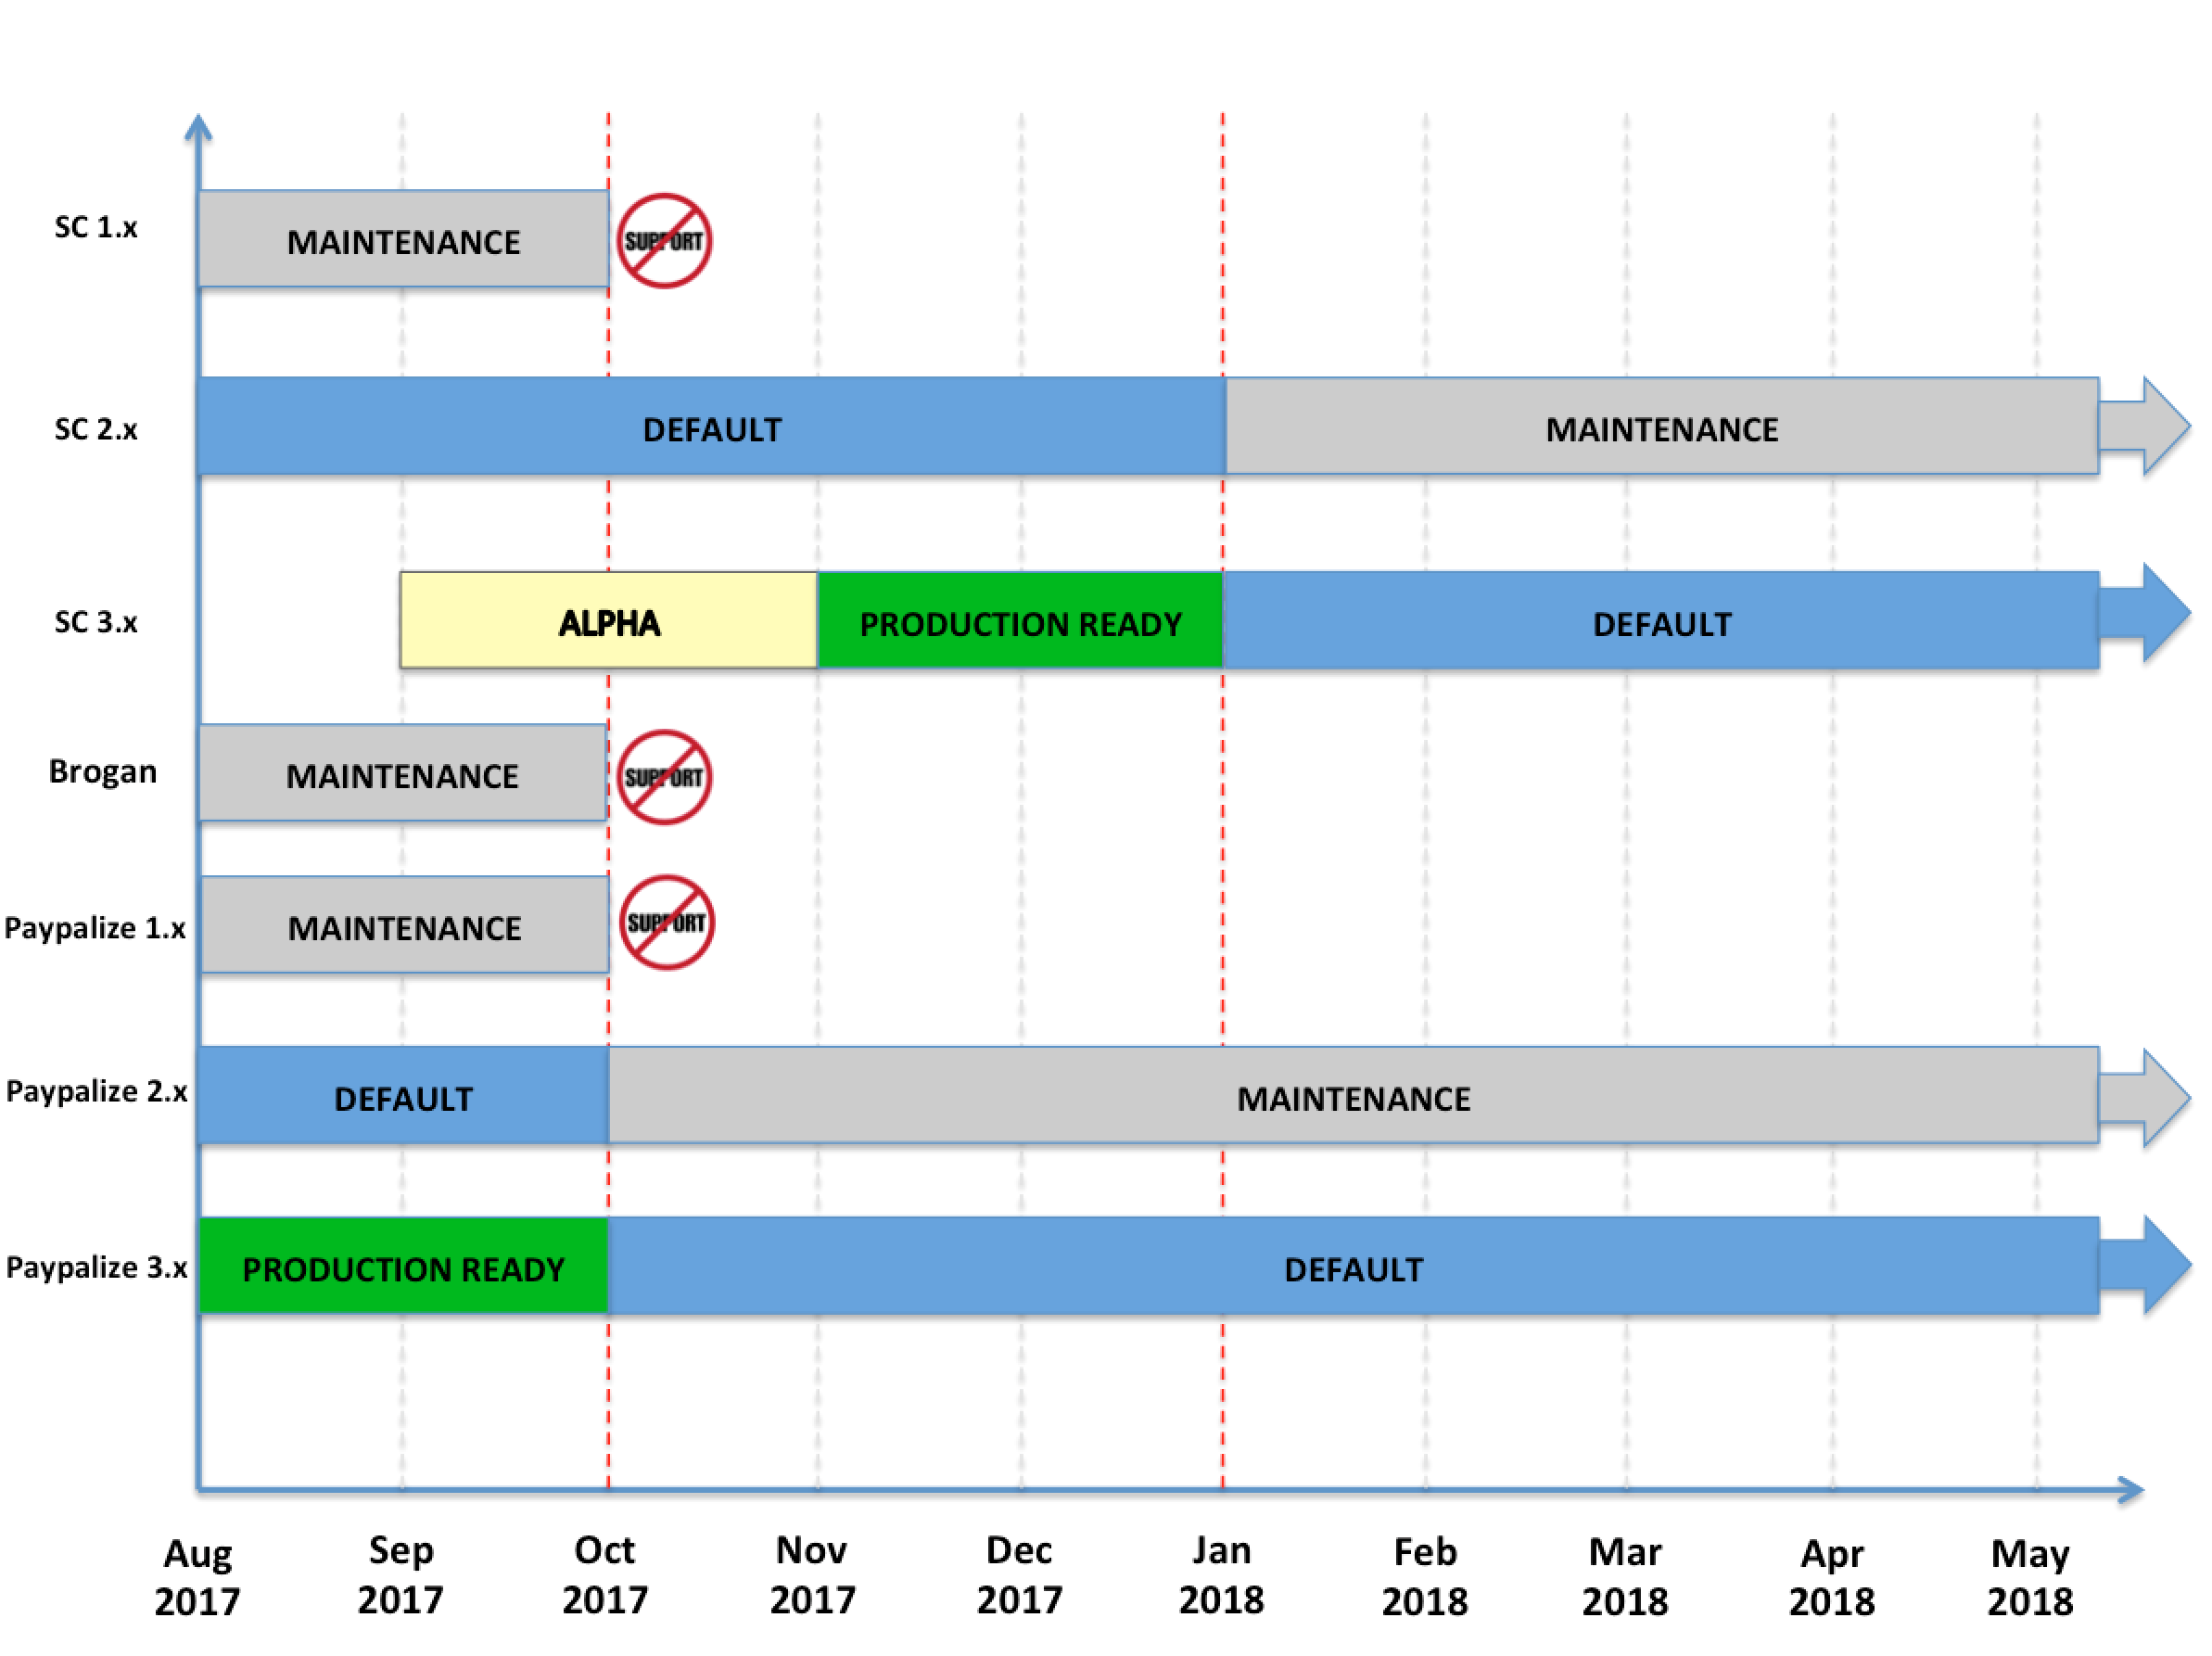 SC 1.x
MAINTENANCE
SUPPORT
SC 2.x
DEFAULT
MAINTENANCE
SC 3.x
ALPHA
PRODUCTION READY
DEFAULT
Brogan
MAINTENANCE
SUPPORT
Paypalize 1.x
MAINTENANCE
SUPPORT
Paypalize 2.x
DEFAULT
MAINTENANCE
Paypalize 3.x
PRODUCTION READY
DEFAULT
Aug
2017
Sep
2017
Oct
2017
Nov
2017
Dec
2017
Jan
2018
Feb
2018
Mar
2018
Apr
2018
May
2018